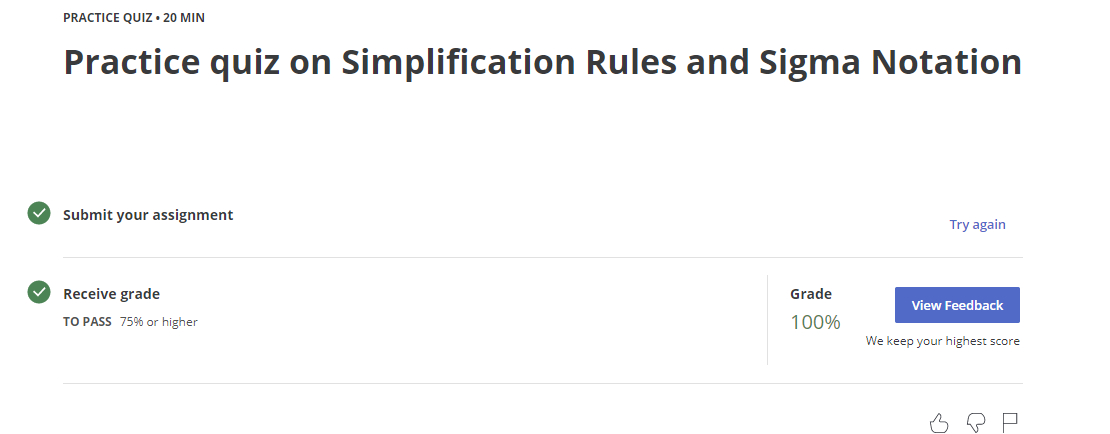 PRACTICE QUIZ • 20 MIN
Practice quiz on Simplification Rules and Sigma Notation
Submit your assignment
Try again
Receive grade
TO PASS 75% or higher
Grade
100%
View Feedback
We keep your highest score